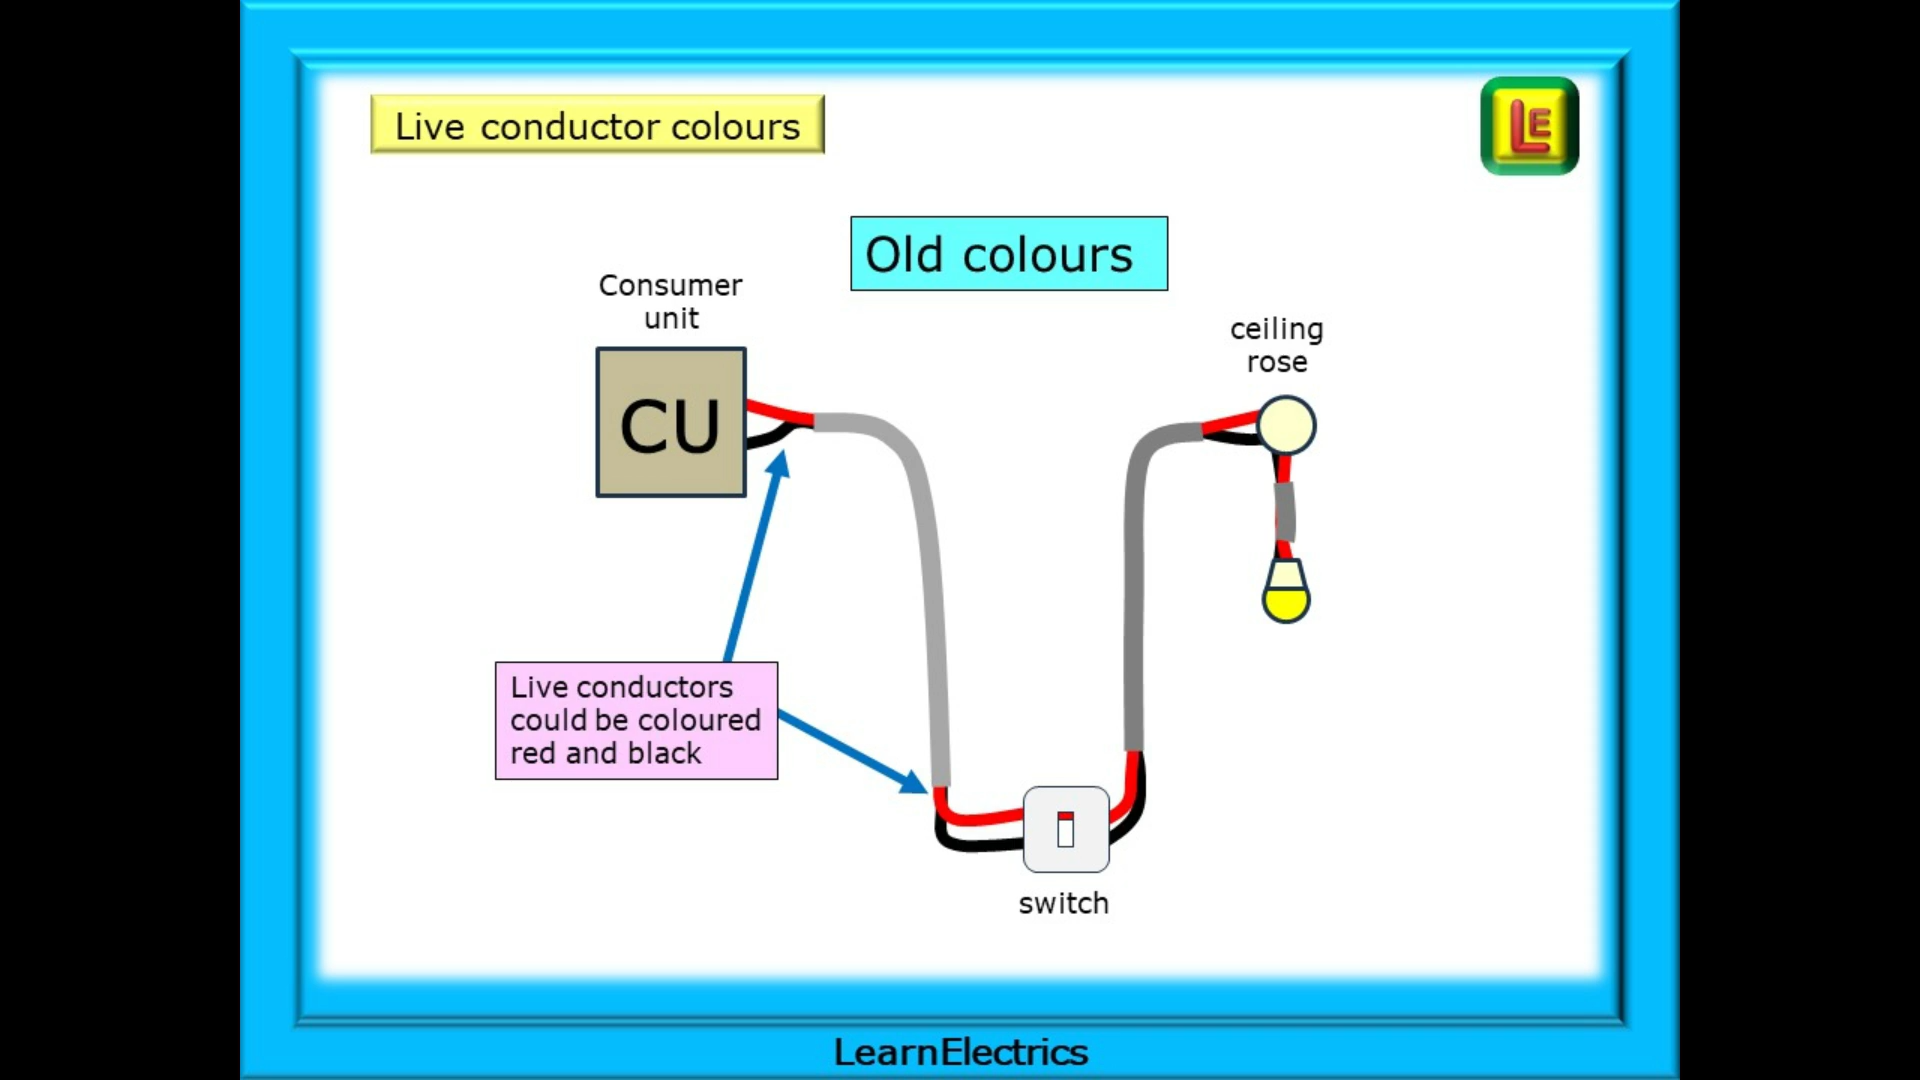 Live conductor colours
LE
Old colours
Consumer
unit
ceiling
rose
CU
Live conductors
could be coloured
red and black
switch
LearnElectrics